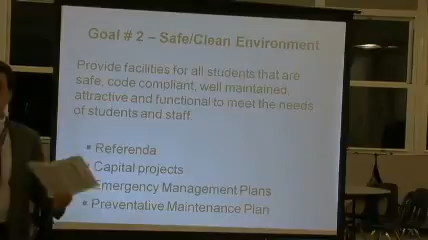 Goal # 2 – Safe/Clean Environment
Provide facilities for all students that are
safe, code compliant, well maintained,
attractive and functional to meet the needs
of students and staff.
▪ Referenda
▪ Capital projects
Emergency Management Plans
▪ Preventative Maintenance Plan